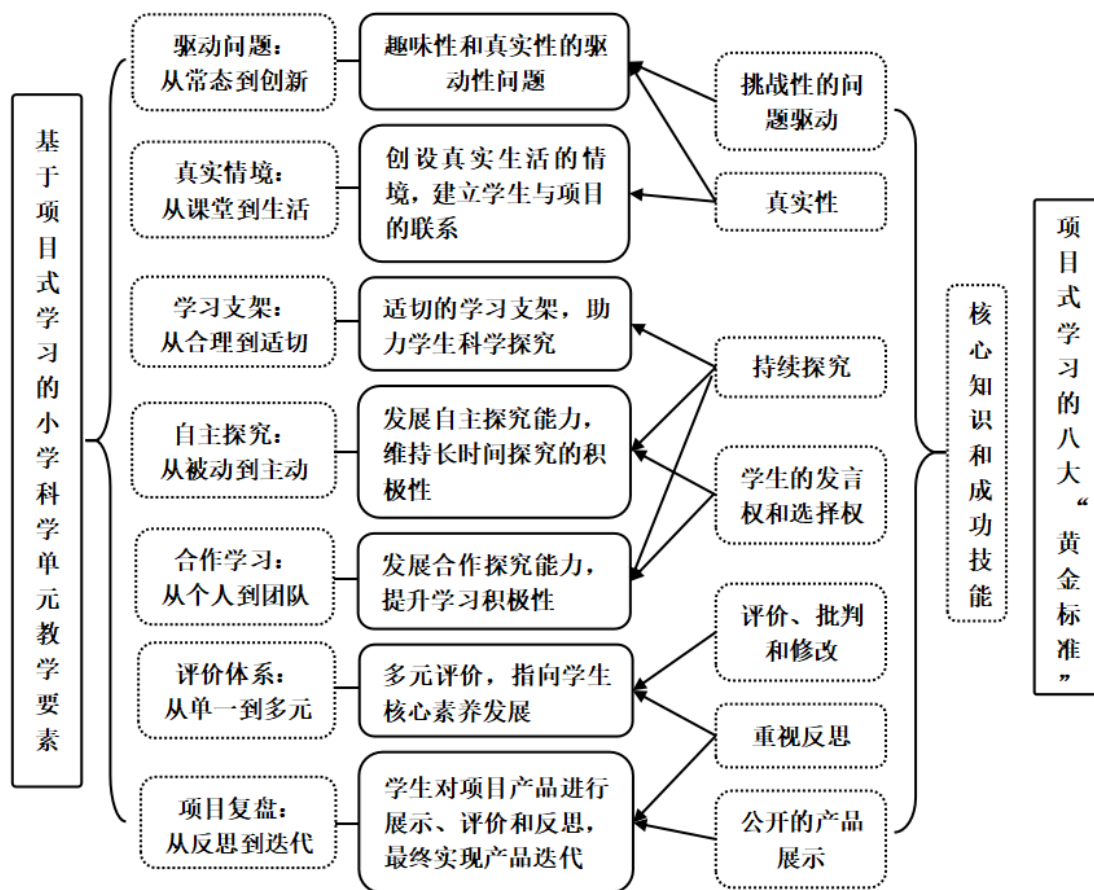 基于项目式学习的小学科学单元教学要素
驱动问题：
从常态到创新
真实情境：
从课堂到生活
学习支架：
从合理到适切
自主探究：
从被动到主动
合作学习：
从个人到团队
评价体系：
从单一到多元
项目复盘：
从反思到迭代
趣味性和真实性的驱
动性问题
创设真实生活的情
境，建立学生与项目
的联系
适切的学习支架，助
力学生科学探究
发展自主探究能力，
维持长时间探究的积
极性
发展合作探究能力，
提升学习积极性
多元评价，指向学生
核心素养发展
学生对项目产品进行
展示、评价和反思，
最终实现产品迭代
挑战性的问
题驱动
真实性
持续探究
学生的发言
权和选择权
评价、批判
和修改
重视反思
公开的产品
展示
核心知识和成功技能
项目式学习的八大“黄金标准”